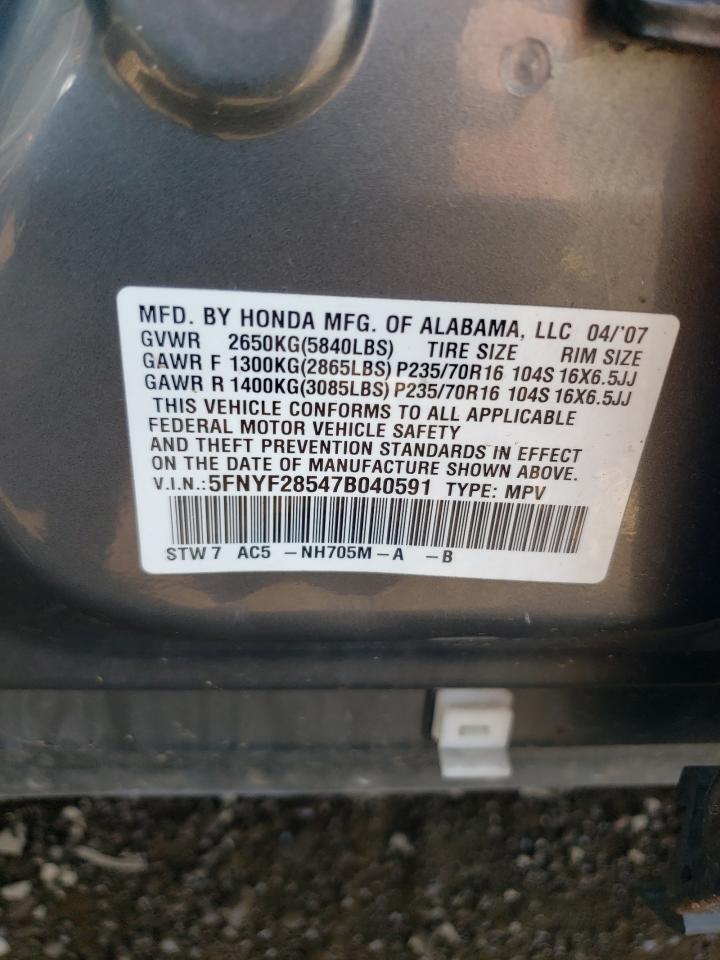 MFD. BY HONDA MFG. OF ALABAMA, LLC 04/'07
GVWR 2650KG(5840LBS) TIRE SIZE RIM SIZE
GAWR F 1300KG(2865LBS) P235/70R16 104S 16X6.5JJ
GAWR R 1400KG(3085LBS) P235/70R16 104S 16X6.5JJ
THIS VEHICLE CONFORMS TO ALL APPLICABLE
FEDERAL MOTOR VEHICLE SAFETY
AND THEFT PREVENTION STANDARDS IN EFFECT
ON THE DATE OF MANUFACTURE SHOWN ABOVE.
V.I.N.:5FNYF28547B040591 TYPE: MPV
STW7 AC5 -NH705M-A -B